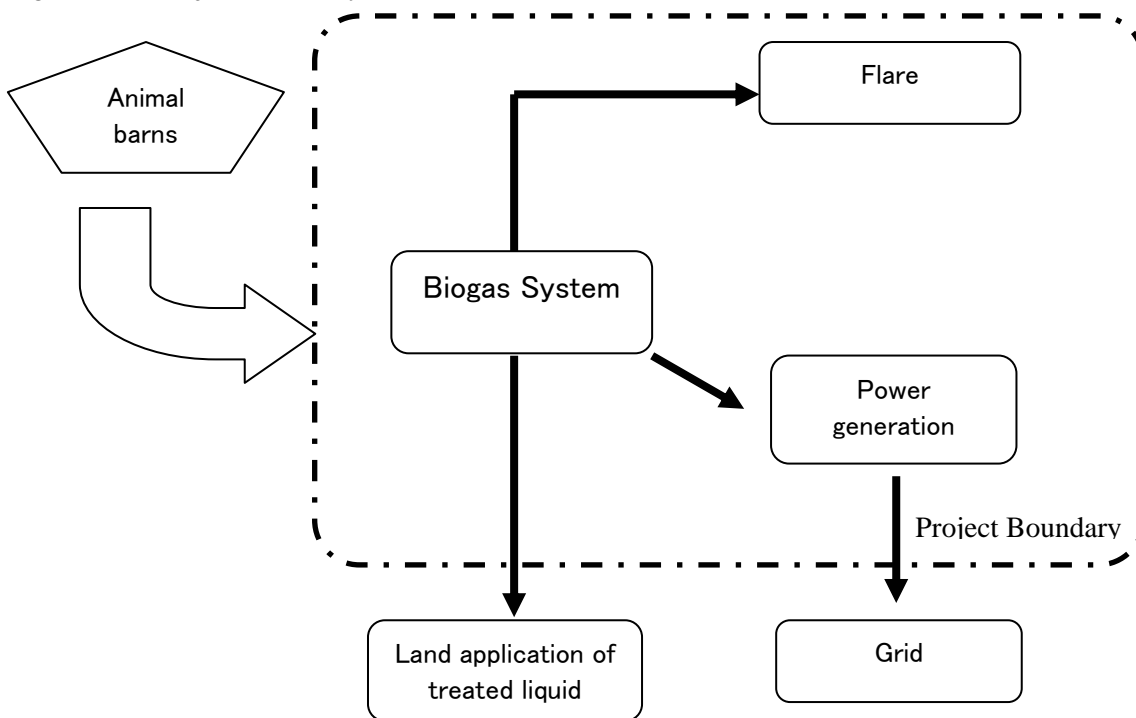 Animal
barns
Flare
Biogas System
Power
generation
Project Boundary
Land application of
treated liquid
Grid